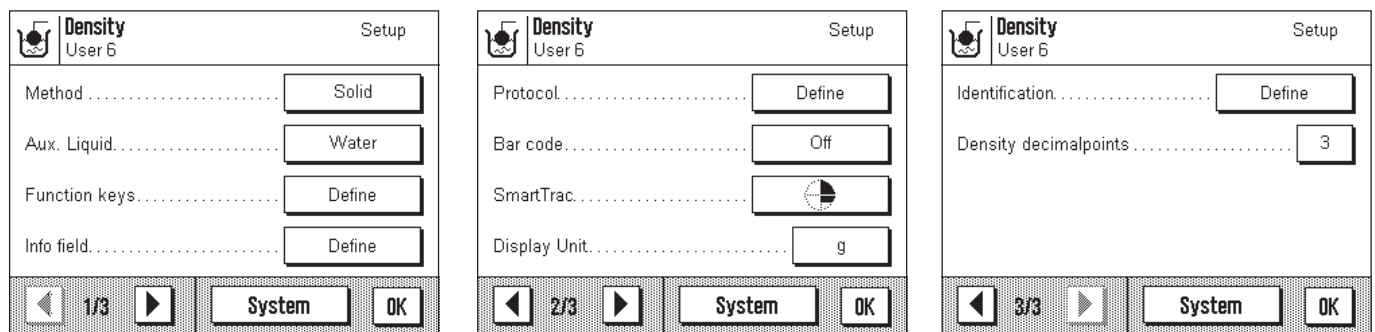 Density
User 6
Setup
Method ...................... Solid
Aux. Liquid................... Water
Function keys................ Define
Info field...................... Define
1/3
System
OK
Density
User 6
Setup
Protocol...................... Define
Bar code..................... Off
SmartTrac...................
Display Unit....................... g
2/3
System
OK
Density
User 6
Setup
Identification.................. Define
Density decimalpoints .................. 3
3/3
System
OK